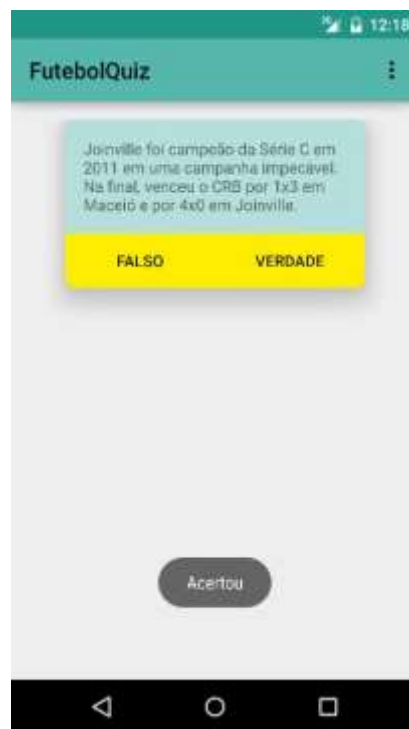 12:18
FutebolQuiz
Joinville foi campeão da Série C em
2011 em uma campanha impecável.
Na final, venceu o CRB por 1x3 em
Maceió e por 4x0 em Joinville.
FALSO VERDADE
Acertou